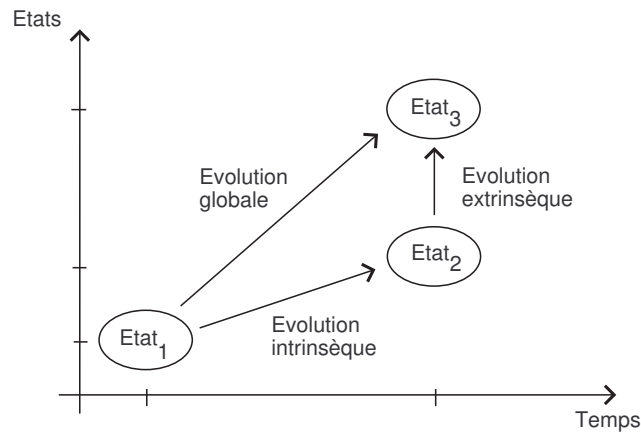 Etats
Etat3
Evolution
globale
Evolution
extrinsèque
Etat2
Etat1
Evolution
intrinsèque
Temps